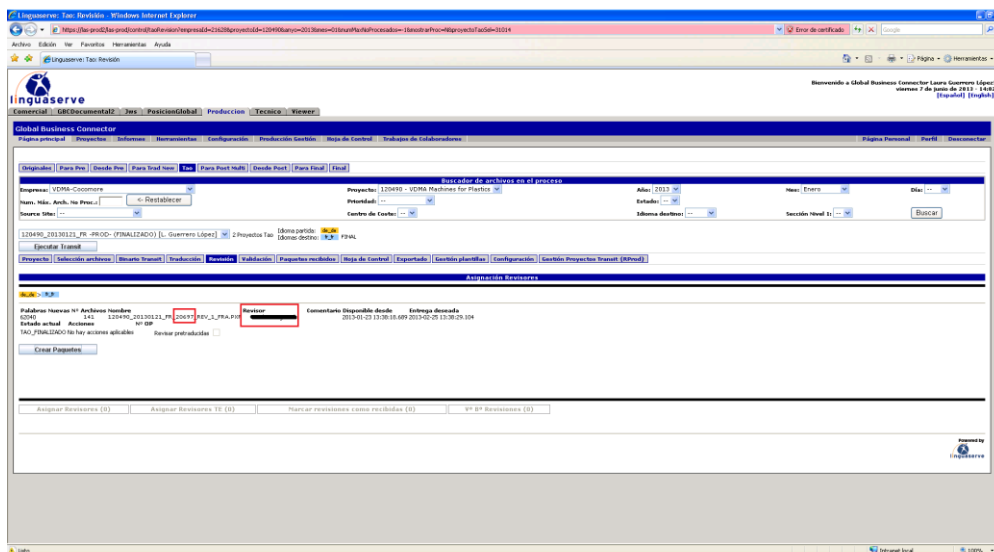 Linguaserve: Tao: Revisión - Windows Internet Explorer
Error de certificado
Google
Archivo Edición Ver Favoritos Herramientas Ayuda
Linguaserve: Tao: Revisión
Página Herramientas
linguaserve
Bienvenido a Global Business Connector Laura Guerrero López
viernes 7 de junio de 2013 - 14:02
[Español] [English]
Comercial GBCDocumental2 Jws PosicionGlobal Produccion Tecnico Viewer
Global Business Connector
Página principal Proyectos Informes Herramientas Configuración Producción Gestión Hoja de Control Trabajos de Colaboradores Página Personal Perfil Desconectar
Originales Para Pre Desde Pre Para Trad New Tao Para Post Multi Desde Post Para Final Final
Buscador de archivos en el proceso
Empresa: VDMA-Cocomore Proyecto: 120490 - VDMA Machines for Plastics Año: 2013 Mes: Enero Día: --
Num. Máx. Arch. No Proc.: <- Restablecer Prioridad: -- Estado: --
Source Site: -- Centro de Coste: -- Idioma destino: -- Sección Nivel 1: -- Buscar
120490_20130121_FR -PROD- (FINALIZADO) [L. Guerrero López] 2 Proyectos Tao Idioma partida: de_de
Idiomas destino: fr_fr FINAL
Ejecutar Transit
Proyecto Selección archivos Binario Transit Traducción Revisión Validación Paquetes recibidos Hoja de Control Exportado Gestión plantillas Configuración Gestión Proyectos Transit (RProd)
Asignación Revisores
de_de > fr_fr
Palabras Nuevas Nº Archivos Nombre Revisor Comentario Disponible desde Entrega deseada
62040 141 120490_20130121_FR_20697_REV_1_FRA.PXF 2013-01-23 13:38:18.689 2013-02-25 13:38:29.104
Estado actual Acciones Nº OP
TAO_FINALIZADO No hay acciones aplicables Revisar pretraducidas
Crear Paquetes
Asignar Revisores (0) Asignar Revisores TE (0) Marcar revisiones como recibidas (0) Vº Bº Revisiones (0)
Powered by
linguaserve
Listo Intranet local 100%